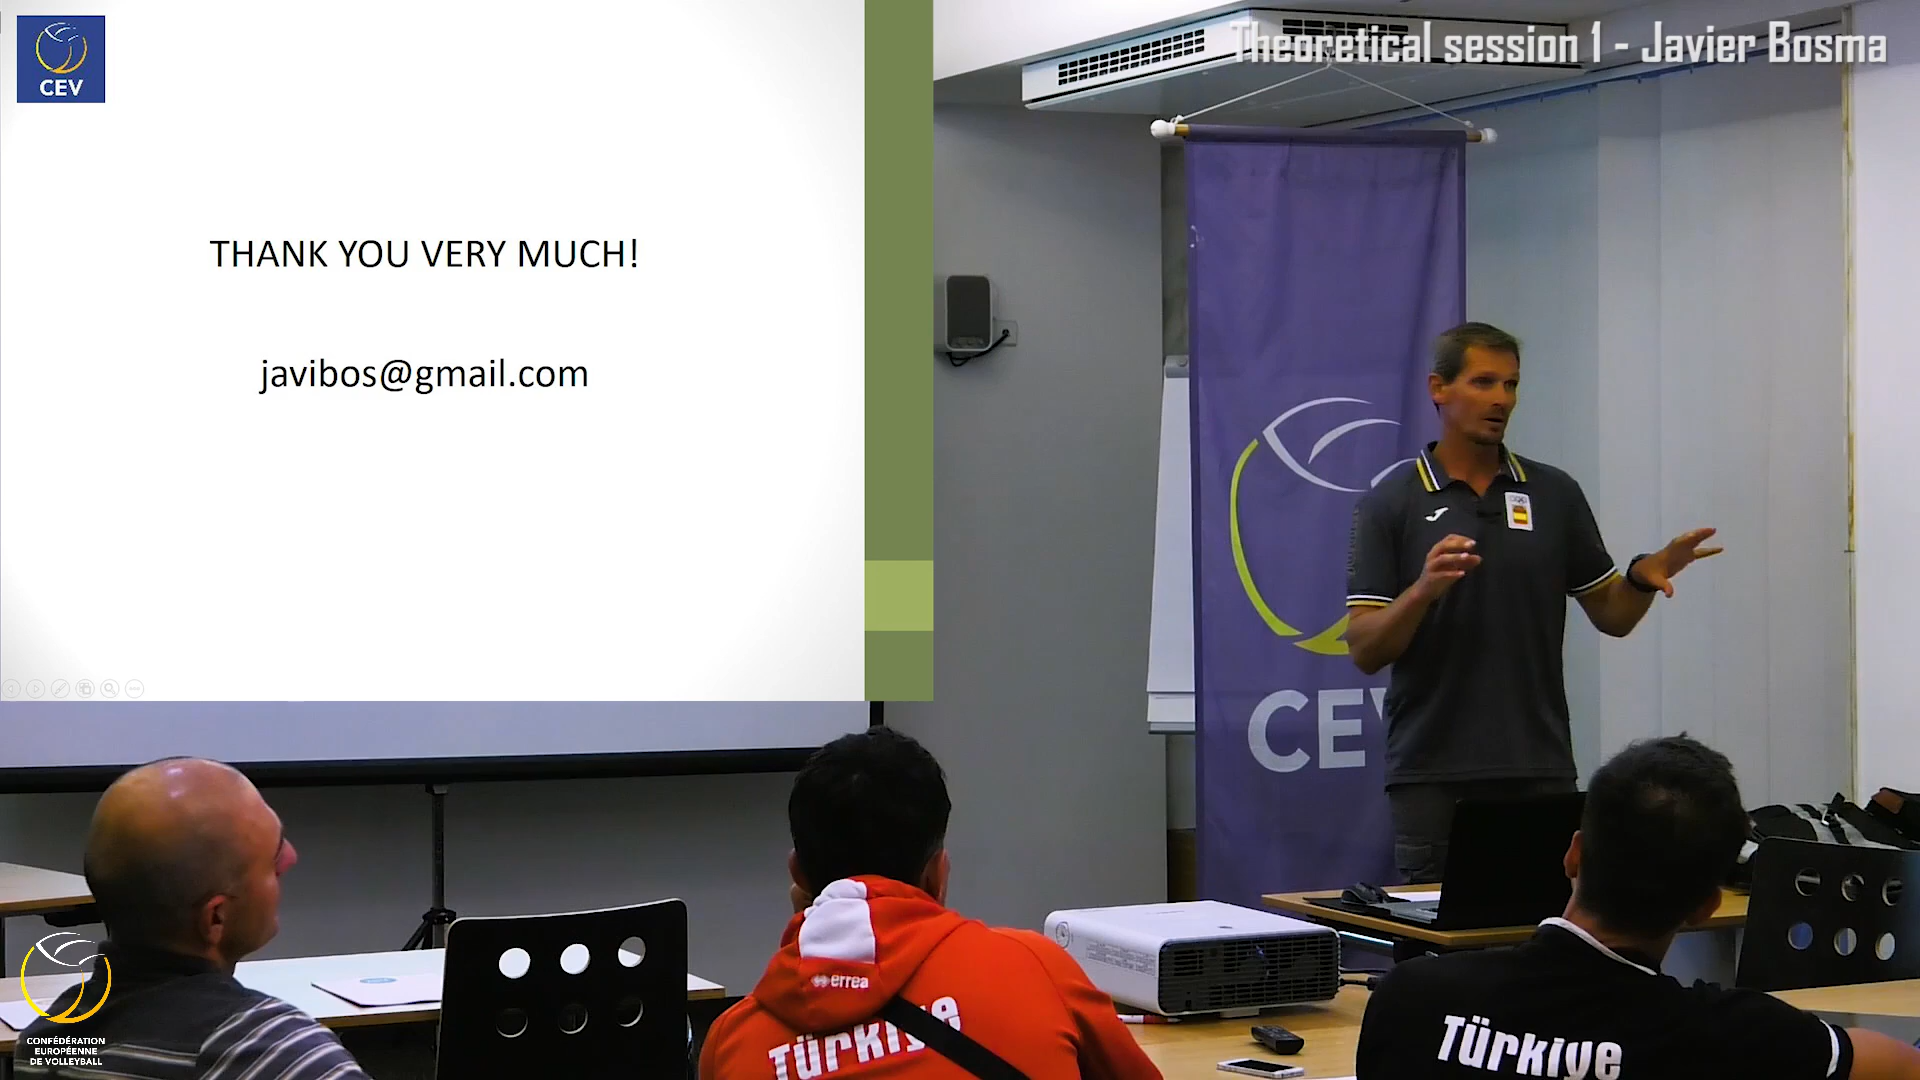 CEV
Theoretical session 1 - Javier Bosma
THANK YOU VERY MUCH!
javibos@gmail.com
CEV
errea
Türkiye
Türkiye
CONFÉDÉRATION
EUROPÉENNE
DE VOLLEYBALL